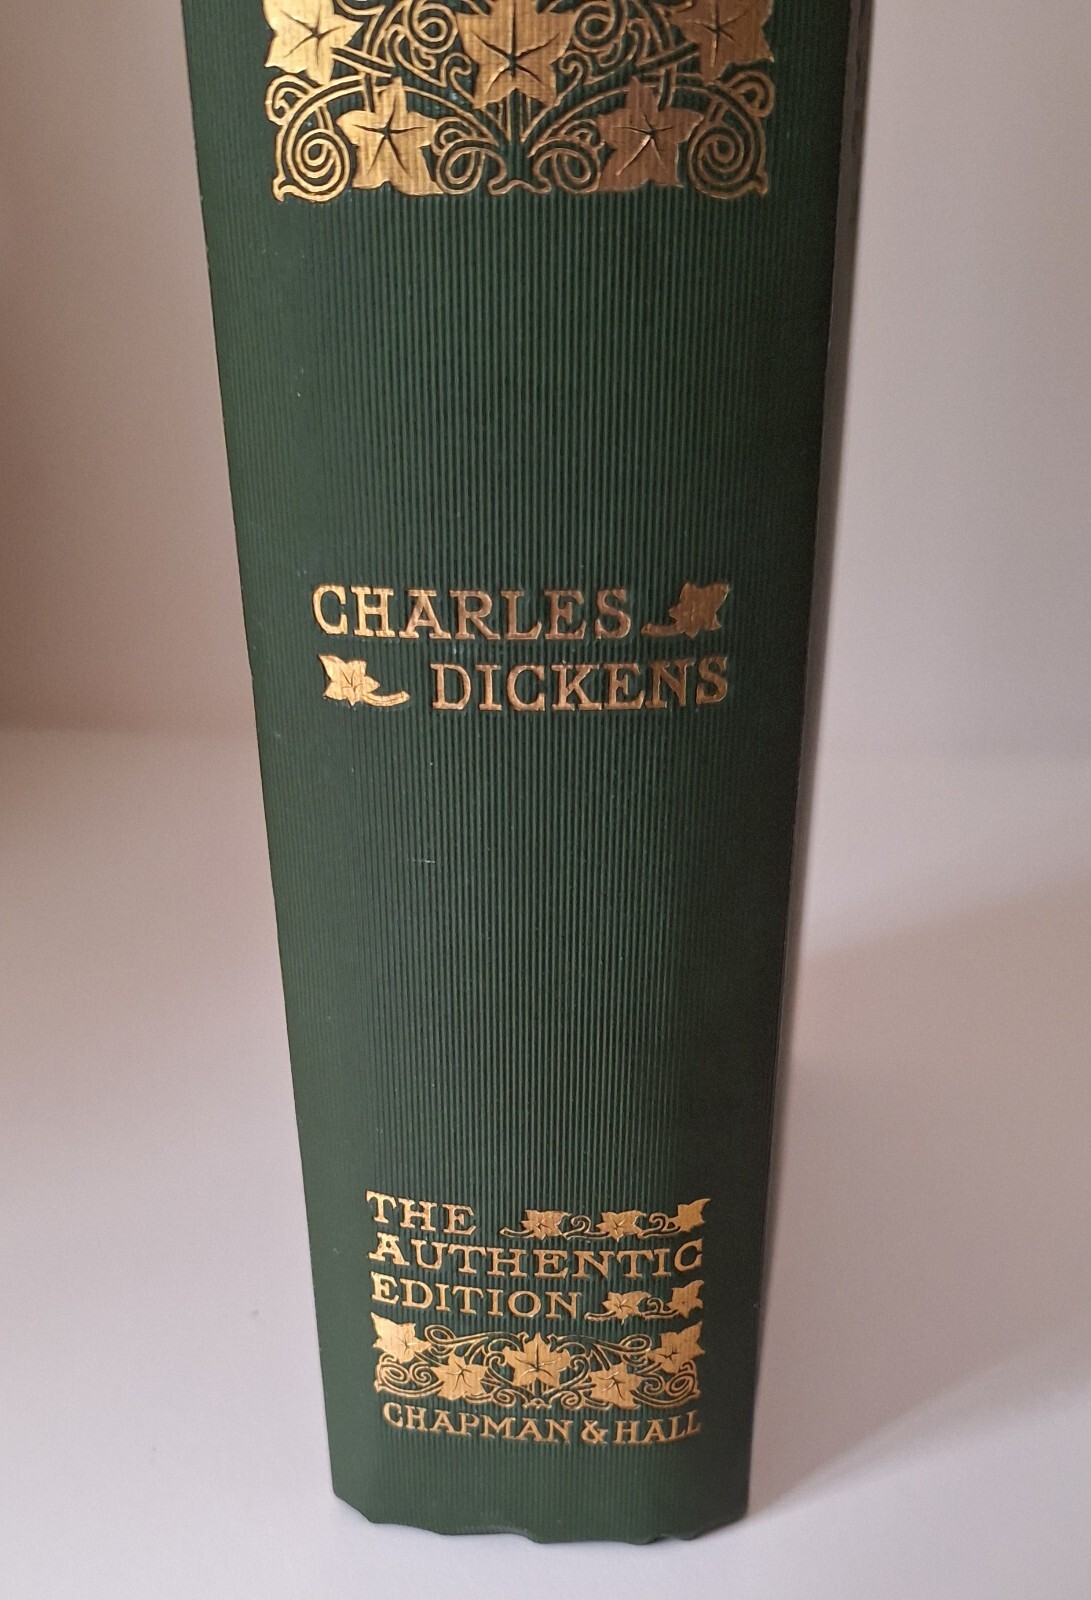 CHARLES
DICKENS
THE
AUTHENTIC
EDITION
CHAPMAN & HALL